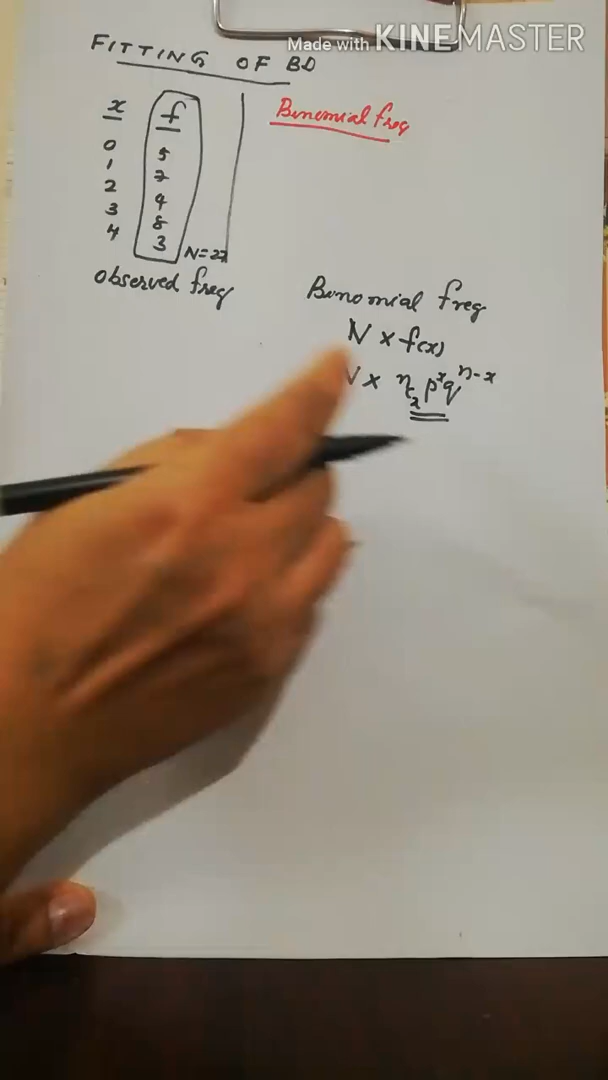 Made with KINEMASTER
FITTING OF BD
x f
Binomial freq
0 5
1 7
2 4
3 8
4 3
N=27
observed freq
Binomial freq
N × f(x)
N × nCx p^x q^n-x